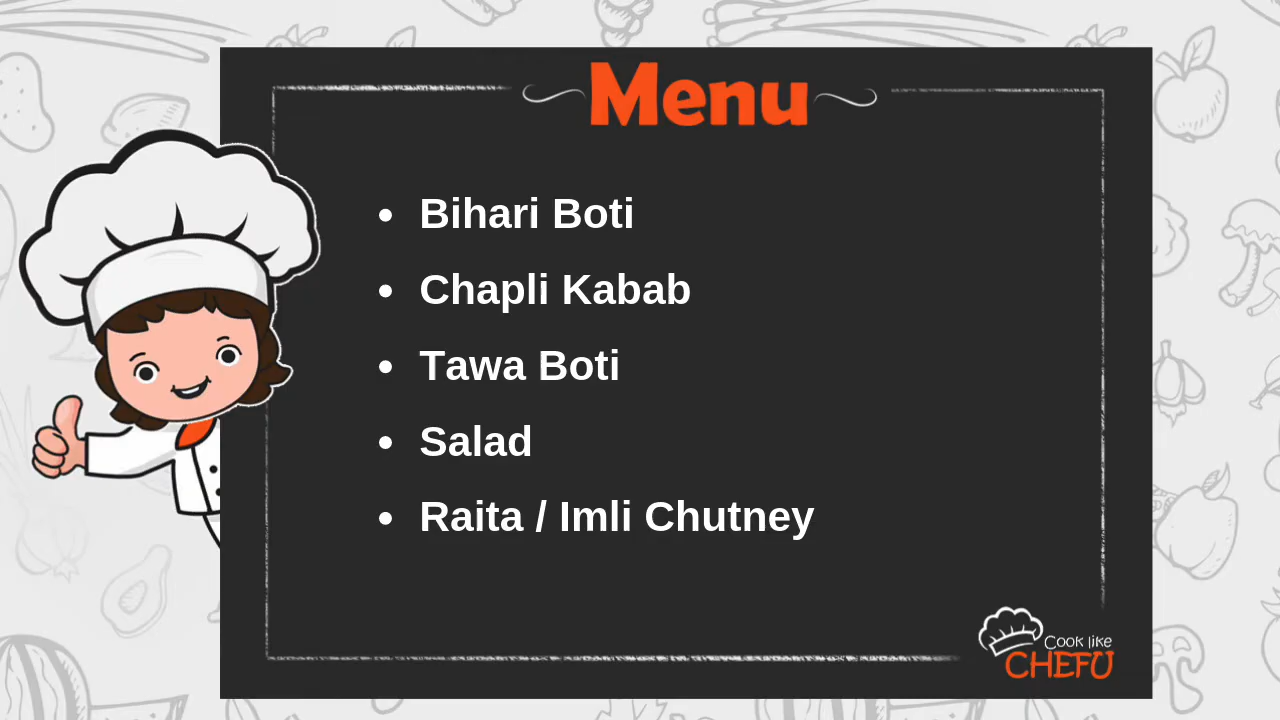 Menu
• Bihari Boti
• Chapli Kabab
• Tawa Boti
• Salad
• Raita / Imli Chutney
Cook like
CHEFU